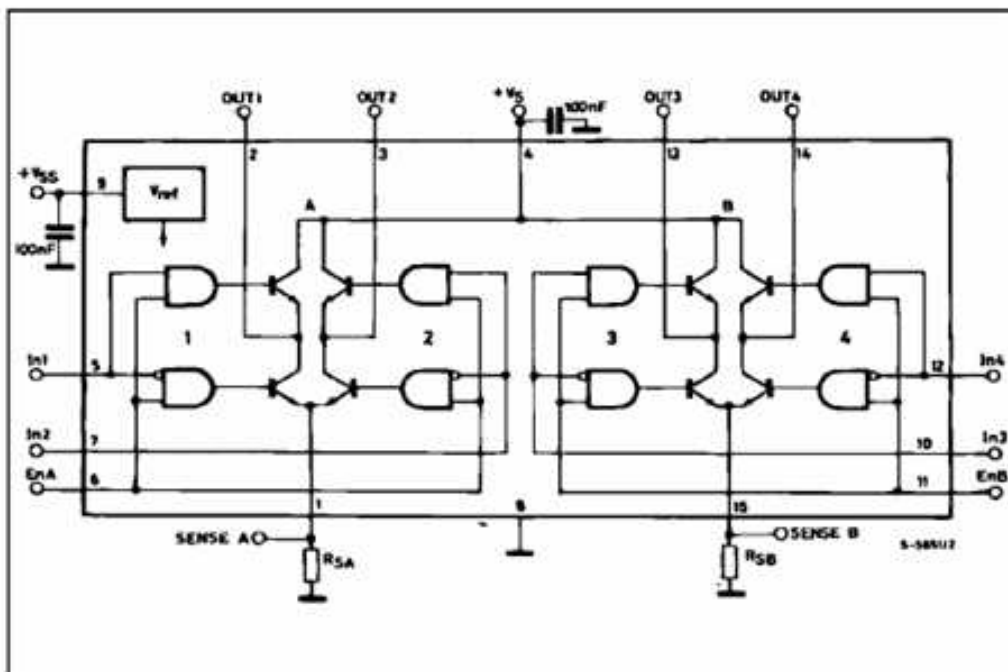 OUT1 OUT2 +VS 100nF OUT3 OUT4
2 3 4 13 14
+VSS 9 Vref
A B
100nF
1 2 3 4
In1 5 12 In4
In2 7 10 In3
EnA 6 11 EnB
1 8 15
SENSE A SENSE B
RSA RSB